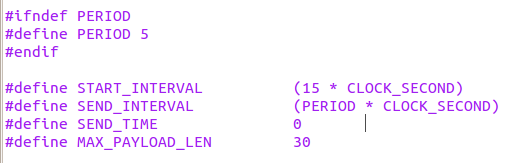 #ifndef PERIOD
#define PERIOD 5
#endif
#define START_INTERVAL (15 * CLOCK_SECOND)
#define SEND_INTERVAL (PERIOD * CLOCK_SECOND)
#define SEND_TIME 0
#define MAX_PAYLOAD_LEN 30